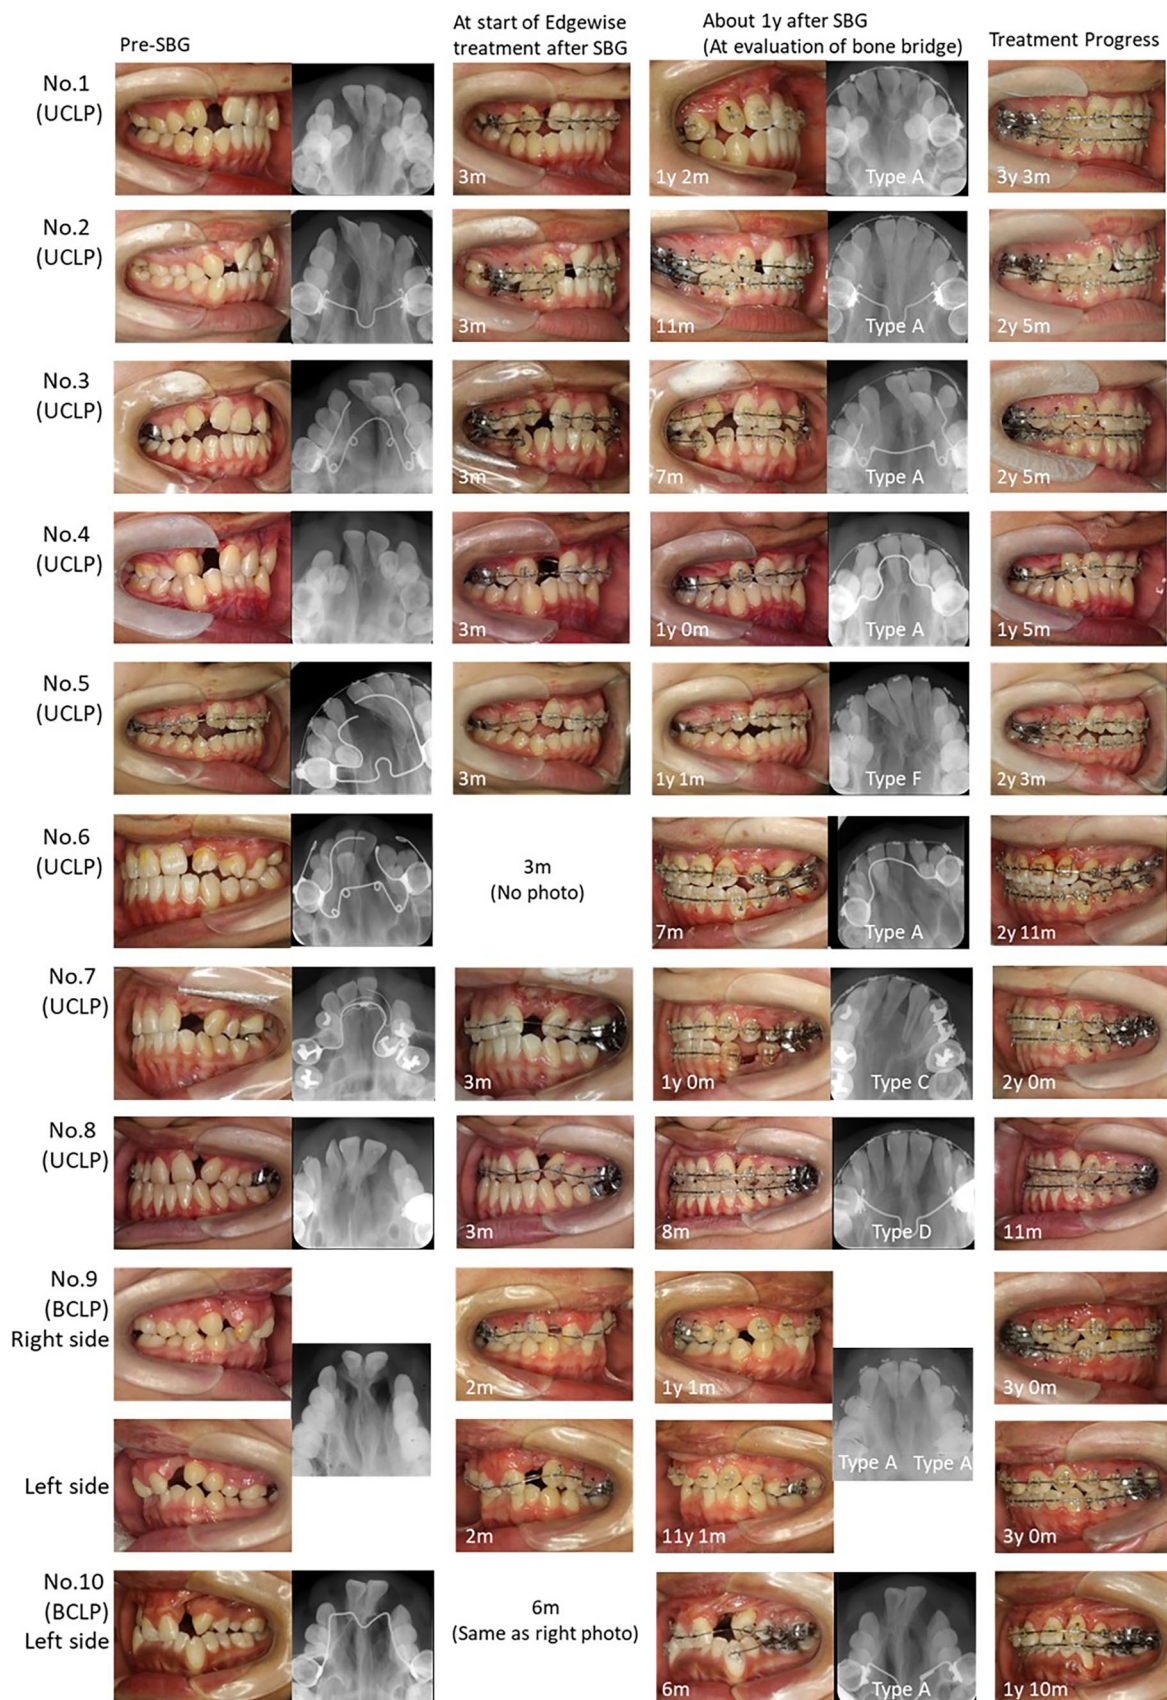 Pre-SBG
At start of Edgewise
treatment after SBG
About 1y after SBG
(At evaluation of bone bridge)
Treatment Progress
No.1
(UCLP)
3m
1y 2m
Type A
3y 3m
No.2
(UCLP)
3m
11m
Type A
2y 5m
No.3
(UCLP)
3m
7m
Type A
2y 5m
No.4
(UCLP)
3m
1y 0m
Type A
1y 5m
No.5
(UCLP)
3m
1y 1m
Type F
2y 3m
No.6
(UCLP)
3m
(No photo)
7m
Type A
2y 11m
No.7
(UCLP)
3m
1y 0m
Type C
2y 0m
No.8
(UCLP)
3m
8m
Type D
11m
No.9
(BCLP)
Right side
2m
1y 1m
3y 0m
Type A Type A
Left side
2m
11y 1m
3y 0m
No.10
(BCLP)
Left side
6m
(Same as right photo)
6m
Type A
1y 10m